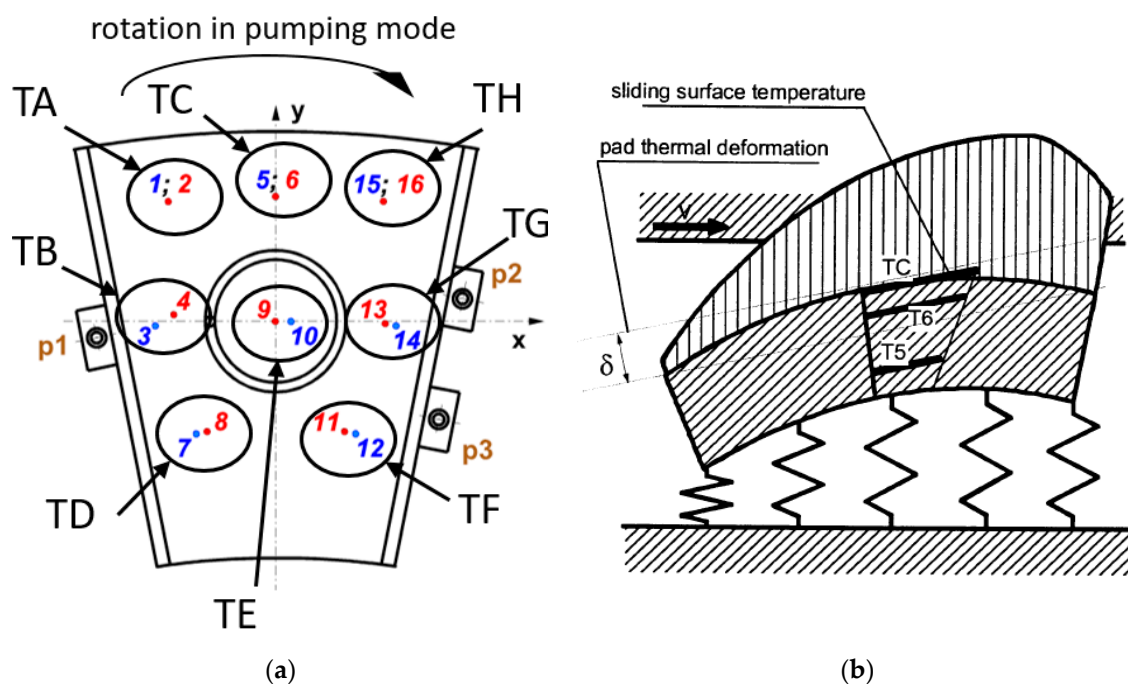 rotation in pumping mode
TA
TC
TH
y
1; 2
5; 6
15; 16
TB
TG
p2
4
9
13
3
10
14
x
p1
8
11
7
12
p3
TD
TF
TE
(a)
sliding surface temperature
pad thermal deformation
V
TC
T6
T5
δ
(b)